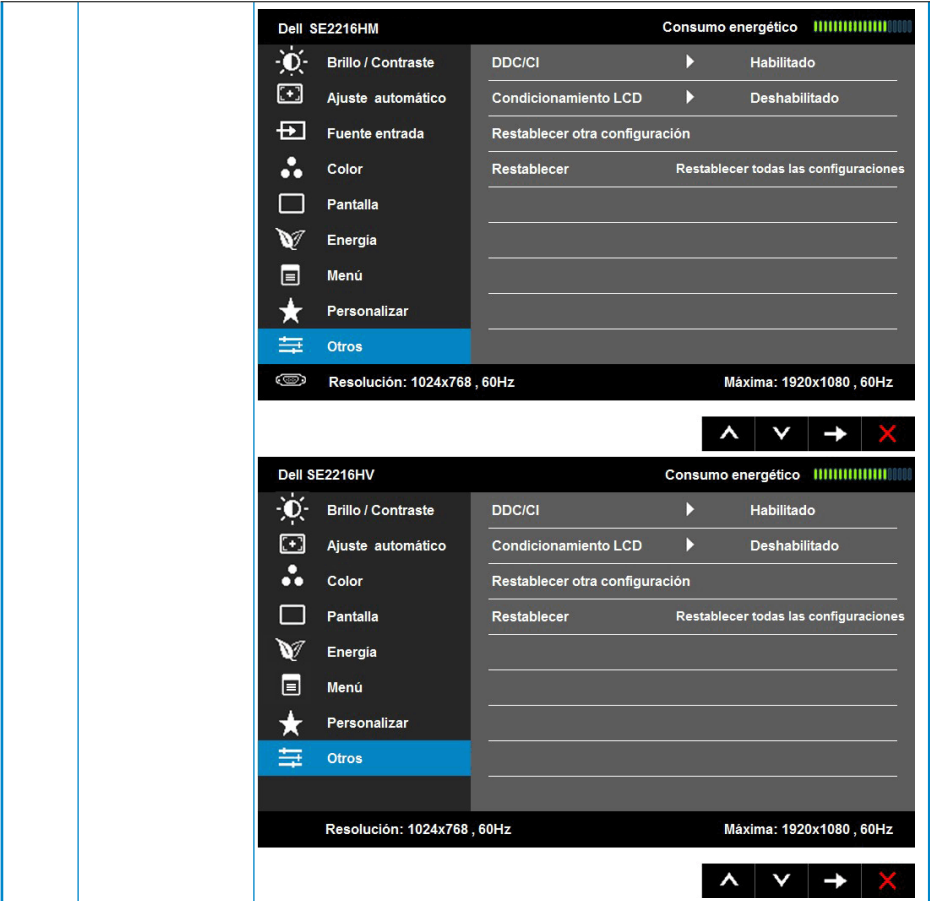 Dell SE2216HM Consumo energético
Brillo / Contraste DDC/CI Habilitado
Ajuste automático Condicionamiento LCD Deshabilitado
Fuente entrada Restablecer otra configuración
Color Restablecer Restablecer todas las configuraciones
Pantalla
Energía
Menú
Personalizar
Otros
Resolución: 1024x768 , 60Hz Máxima: 1920x1080 , 60Hz
Dell SE2216HV Consumo energético
Brillo / Contraste DDC/CI Habilitado
Ajuste automático Condicionamiento LCD Deshabilitado
Color Restablecer otra configuración
Pantalla Restablecer Restablecer todas las configuraciones
Energía
Menú
Personalizar
Otros
Resolución: 1024x768 , 60Hz Máxima: 1920x1080 , 60Hz